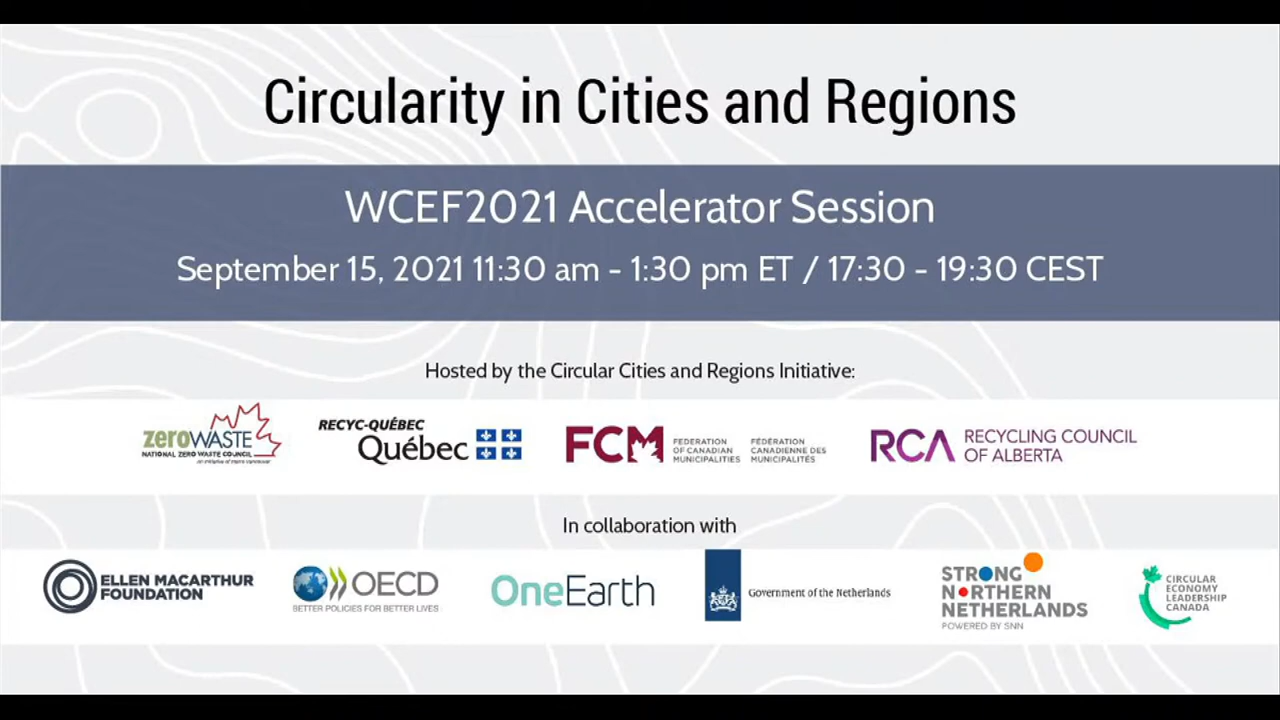 Circularity in Cities and Regions
WCEF2021 Accelerator Session
September 15, 2021 11:30 am - 1:30 pm ET / 17:30 - 19:30 CEST
Hosted by the Circular Cities and Regions Initiative:
zeroWASTE
NATIONAL ZERO WASTE COUNCIL
RECYC-QUÉBEC
Québec
FCM
FEDERATION
OF CANADIAN
MUNICIPALITIES
FÉDÉRATION
CANADIENNE DES
MUNICIPALITÉS
RCA
RECYCLING COUNCIL
OF ALBERTA
In collaboration with
ELLEN MACARTHUR
FOUNDATION
OECD
BETTER POLICIES FOR BETTER LIVES
OneEarth
Government of the Netherlands
STRONG
NORTHERN
NETHERLANDS
POWERED BY SNN
CIRCULAR
ECONOMY
LEADERSHIP
CANADA